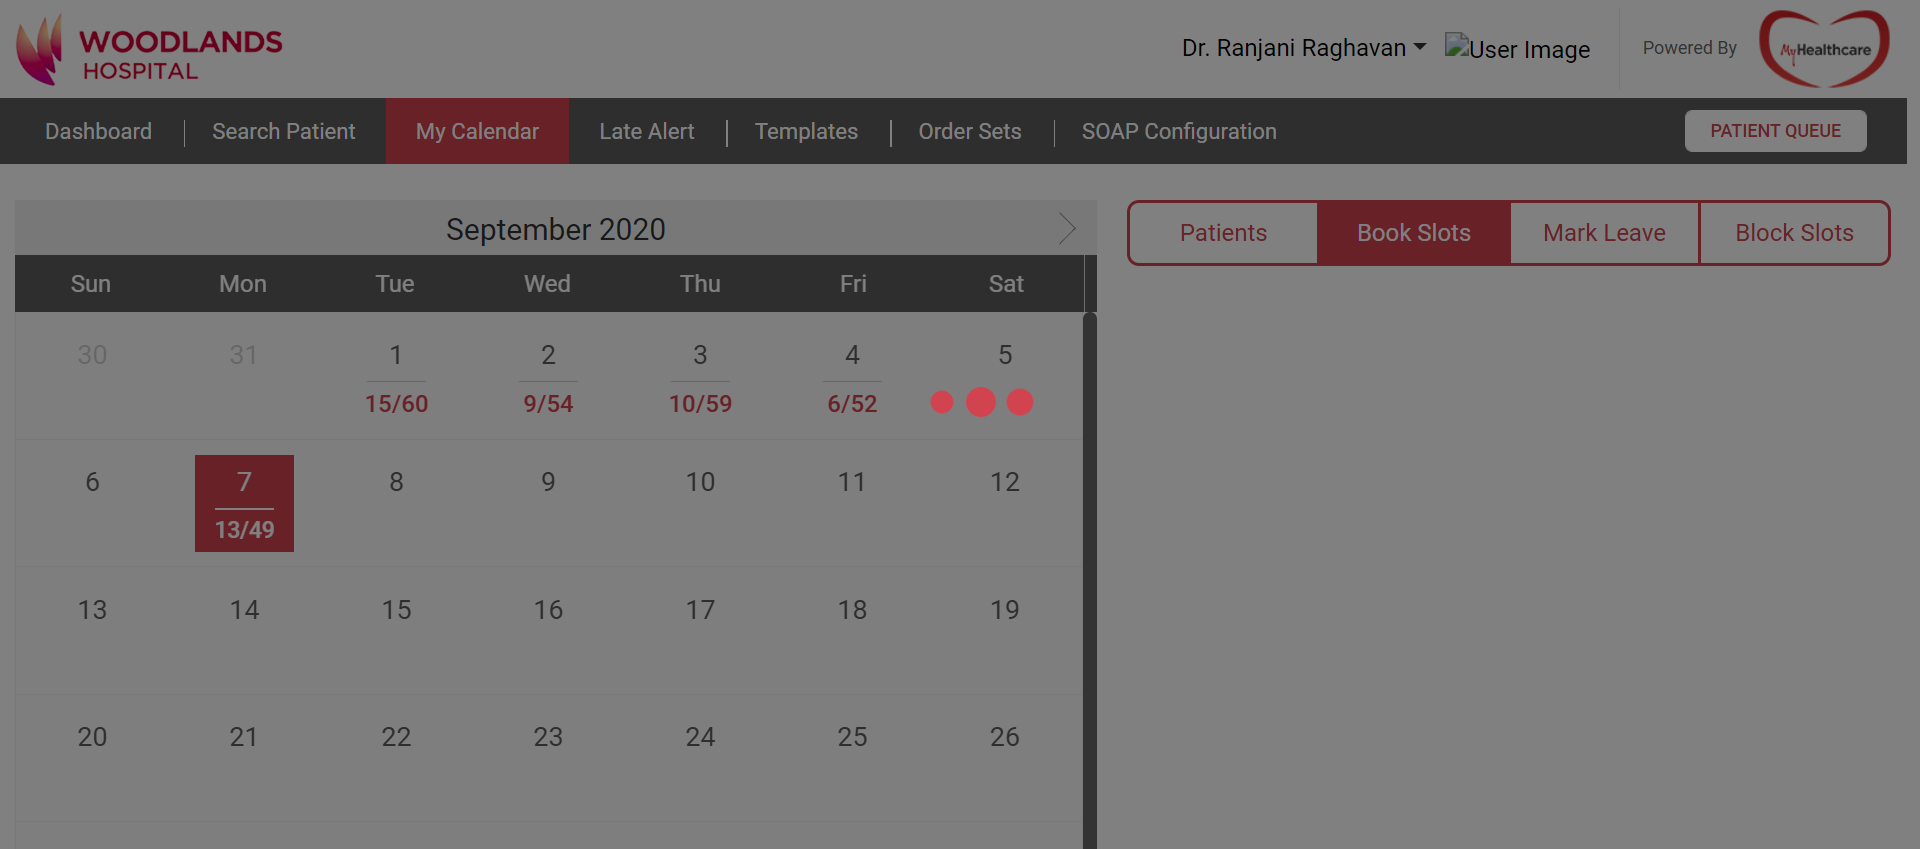 WOODLANDS
HOSPITAL
Dr. Ranjani Raghavan
User Image
Powered By
MyHealthcare
Dashboard
Search Patient
My Calendar
Late Alert
Templates
Order Sets
SOAP Configuration
PATIENT QUEUE
September 2020
Patients
Book Slots
Mark Leave
Block Slots
Sun Mon Tue Wed Thu Fri Sat
30 31 1 2 3 4 5
15/60 9/54 10/59 6/52
6 7 8 9 10 11 12
13/49
13 14 15 16 17 18 19
20 21 22 23 24 25 26